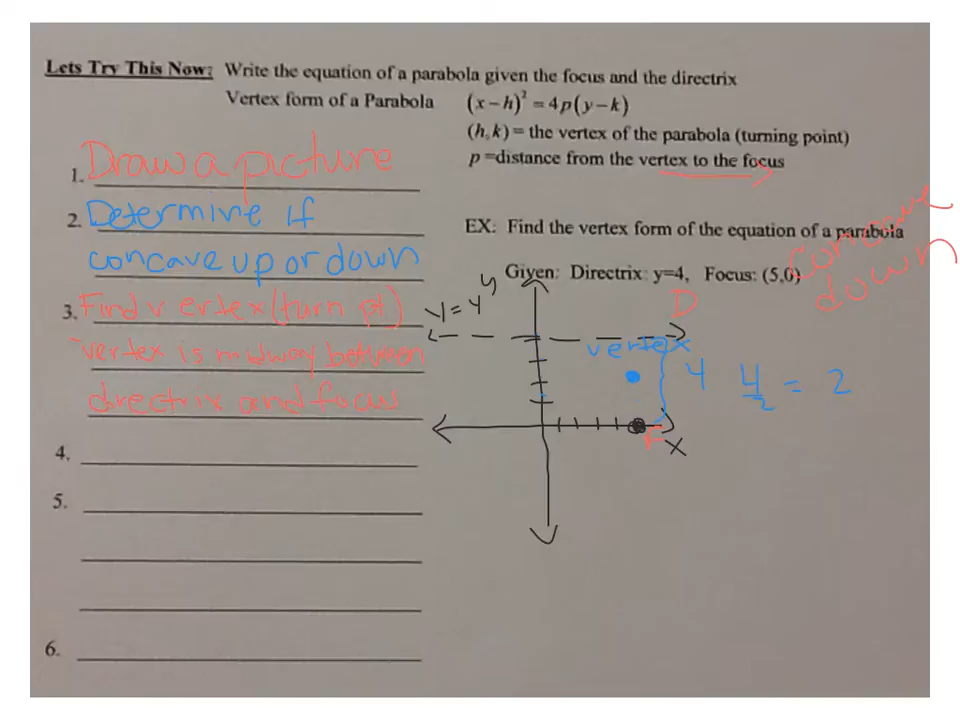 Lets Try This Now: Write the equation of a parabola given the focus and the directrix
Vertex form of a Parabola (x-h)² = 4p(y-k)
(h,k) = the vertex of the parabola (turning point)
p =distance from the vertex to the focus
1. Draw a picture
2. Determine if
concave up or down
EX: Find the vertex form of the equation of a parabola
Given: Directrix: y=4, Focus: (5,0)
concave
down
3. Find vertex (turn pt)
vertex is midway between
directrix and focus
y
y=4
D
vertex
4
4/2 = 2
F
x
4.
5.
6.